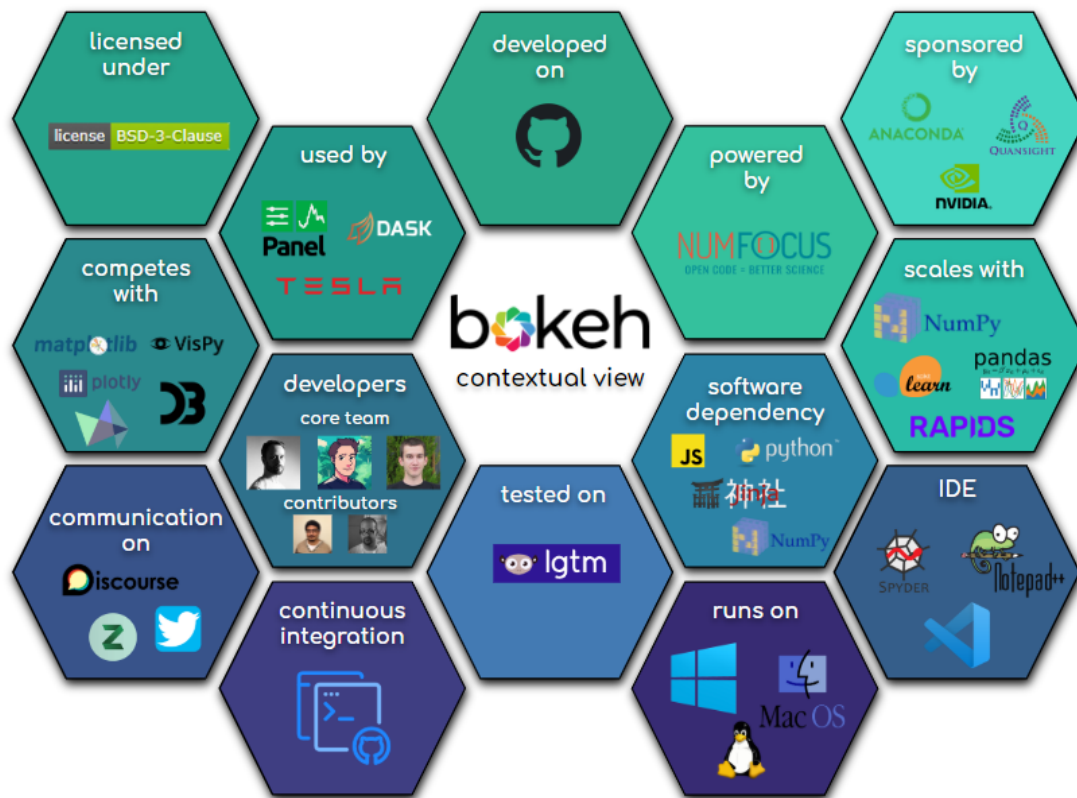 licensed
under
license BSD-3-Clause
developed
on
sponsored
by
ANACONDA
QUANSIGHT
NVIDIA.
used by
Panel
DASK
TESLA
powered
by
NUMFOCUS
OPEN CODE = BETTER SCIENCE
competes
with
matplotlib
VisPy
plotly
D3
bokeh
contextual view
scales with
NumPy
learn
pandas
RAPIDS
developers
core team
contributors
software
dependency
JS
python
神社
Jinja
NumPy
communication
on
Discourse
Z
tested on
lgtm
IDE
SPYDER
Notepad++
continuous
integration
runs on
Mac OS